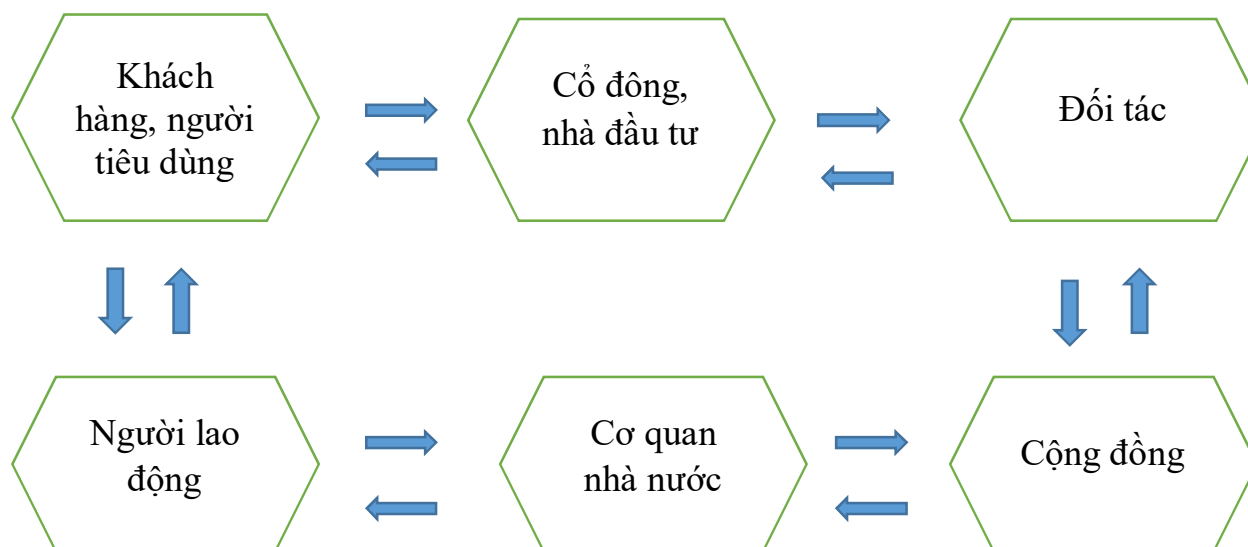 Khách
hàng, người
tiêu dùng
Cổ đông,
nhà đầu tư
Đối tác
Người lao
động
Cơ quan
nhà nước
Cộng đồng